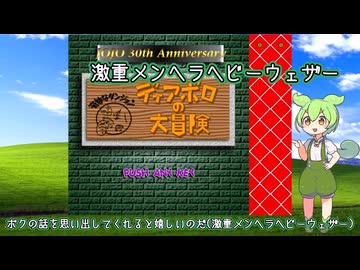 JOJO 30th Anniversary
激重メンヘラヘビーウェザー
ディアボロ
の
大冒険
PUSH ANY KEY
ボクの話を思い出してくれると嬉しいのだ(激重メンヘラヘビーウェザー)